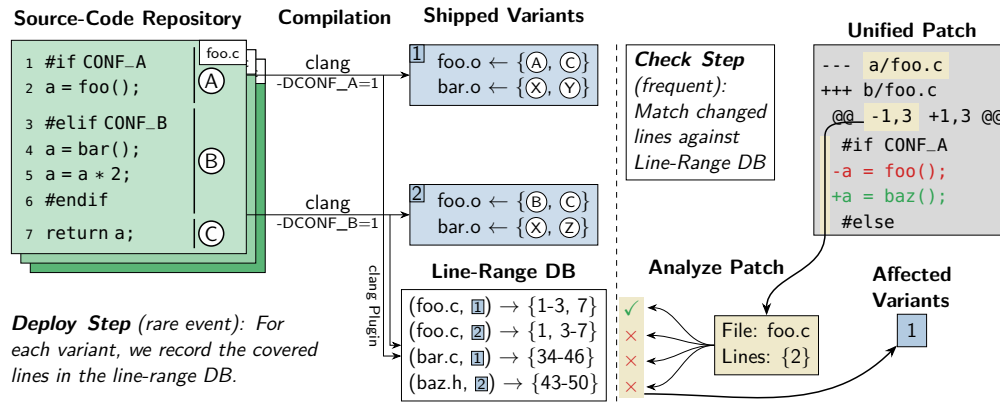 Source-Code Repository
foo.c
1 #if CONF_A
2 a = foo();
A
3 #elif CONF_B
4 a = bar();
5 a = a * 2;
6 #endif
B
7 return a;
C
Deploy Step (rare event): For
each variant, we record the covered
lines in the line-range DB.
Compilation
clang
-DCONF_A=1
clang
-DCONF_B=1
clang Plugin
Shipped Variants
1
foo.o ← {A, C}
bar.o ← {X, Y}
2
foo.o ← {B, C}
bar.o ← {X, Z}
Line-Range DB
(foo.c, 1) → {1-3, 7}
(foo.c, 2) → {1, 3-7}
(bar.c, 1) → {34-46}
(baz.h, 2) → {43-50}
Check Step
(frequent):
Match changed
lines against
Line-Range DB
Unified Patch
--- a/foo.c
+++ b/foo.c
@@ -1,3 +1,3 @@
#if CONF_A
-a = foo();
+a = baz();
#else
Analyze Patch
✓
×
×
×
File: foo.c
Lines: {2}
Affected
Variants
1